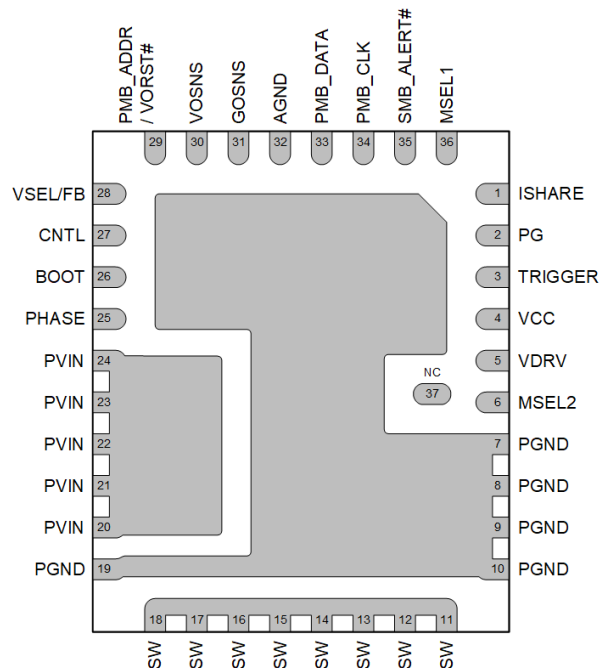 PMB_ADDR
/ VORST#
VOSNS
GOSNS
AGND
PMB_DATA
PMB_CLK
SMB_ALERT#
MSEL1
29
30
31
32
33
34
35
36
VSEL/FB 28
CNTL 27
BOOT 26
PHASE 25
PVIN 24
PVIN 23
PVIN 22
PVIN 21
PVIN 20
PGND 19
1 ISHARE
2 PG
3 TRIGGER
4 VCC
5 VDRV
6 MSEL2
7 PGND
8 PGND
9 PGND
10 PGND
NC
37
18
17
16
15
14
13
12
11
SW
SW
SW
SW
SW
SW
SW
SW